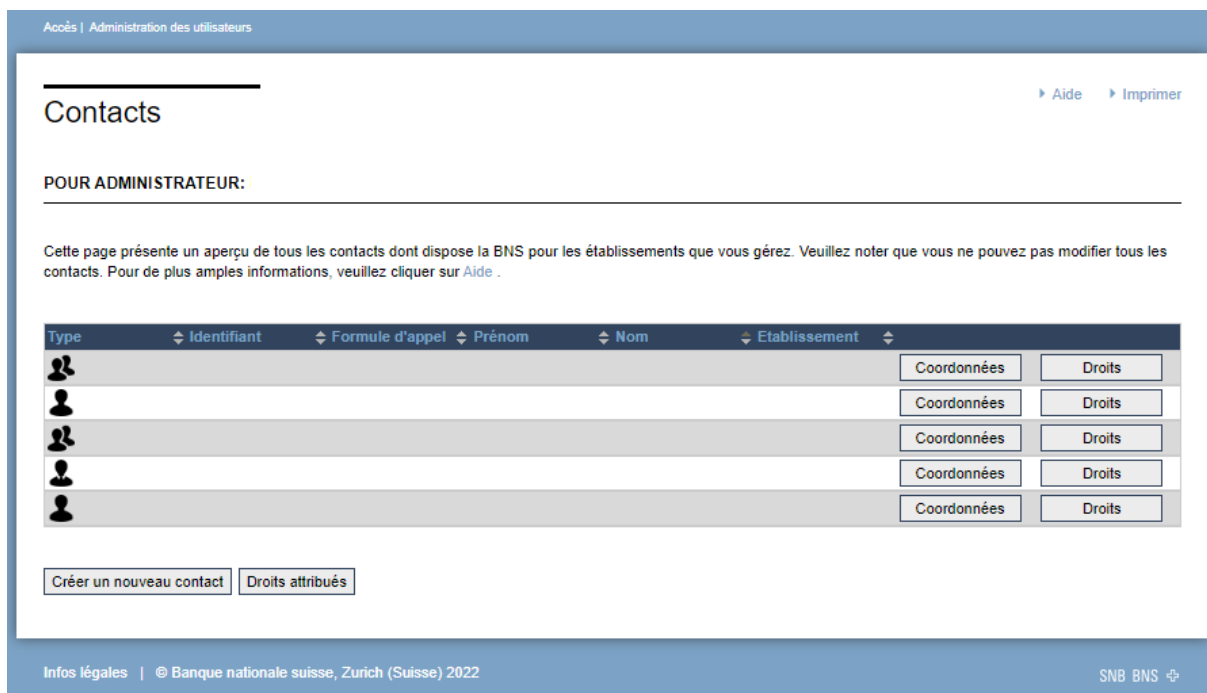 Accès | Administration des utilisateurs
Aide Imprimer
Contacts
POUR ADMINISTRATEUR:
Cette page présente un aperçu de tous les contacts dont dispose la BNS pour les établissements que vous gérez. Veuillez noter que vous ne pouvez pas modifier tous les
contacts. Pour de plus amples informations, veuillez cliquer sur Aide .
Type Identifiant Formule d'appel Prénom Nom Etablissement
Coordonnées Droits
Coordonnées Droits
Coordonnées Droits
Coordonnées Droits
Coordonnées Droits
Créer un nouveau contact Droits attribués
Infos légales | © Banque nationale suisse, Zurich (Suisse) 2022
SNB BNS